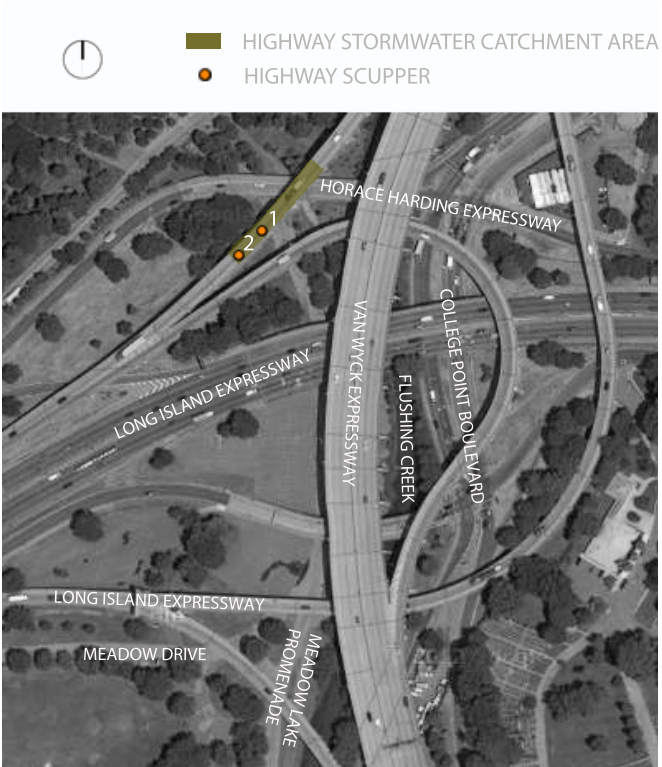 HIGHWAY STORMWATER CATCHMENT AREA
HIGHWAY SCUPPER
HORACE HARDING EXPRESSWAY
1
2
VAN WYCK EXPRESSWAY
COLLEGE POINT BOULEVARD
LONG ISLAND EXPRESSWAY
FLUSHING CREEK
LONG ISLAND EXPRESSWAY
MEADOW DRIVE
MEADOW LAKE
PROMENADE